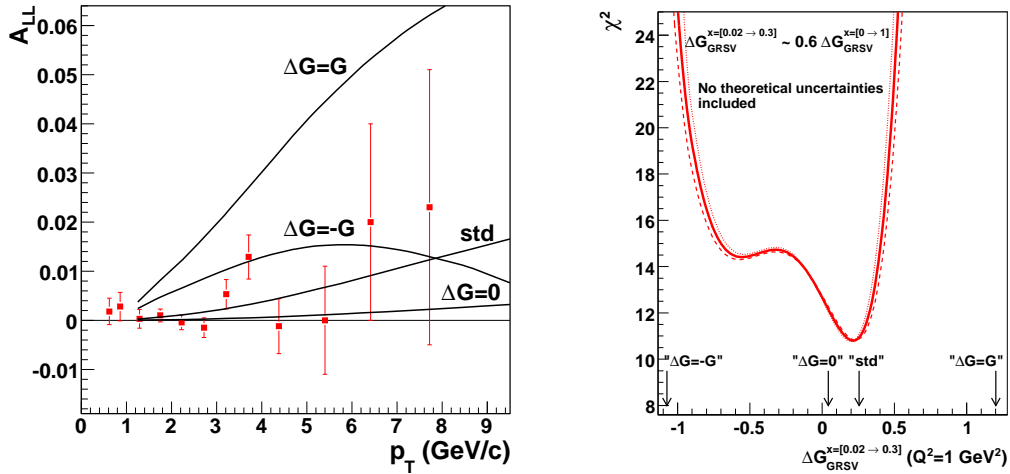 A_LL
0.06
0.05
0.04
0.03
0.02
0.01
0
-0.01
ΔG=G
ΔG=-G
std
ΔG=0
0 1 2 3 4 5 6 7 8 9
p_T (GeV/c)
χ²
24
22
20
18
16
14
12
10
8
ΔG_GRSV^x=[0.02→0.3] ~ 0.6 ΔG_GRSV^x=[0→1]
No theoretical uncertainties
included
"ΔG=-G" "ΔG=0" "std" "ΔG=G"
-1 -0.5 0 0.5 1
ΔG_GRSV^x=[0.02→0.3] (Q²=1 GeV²)